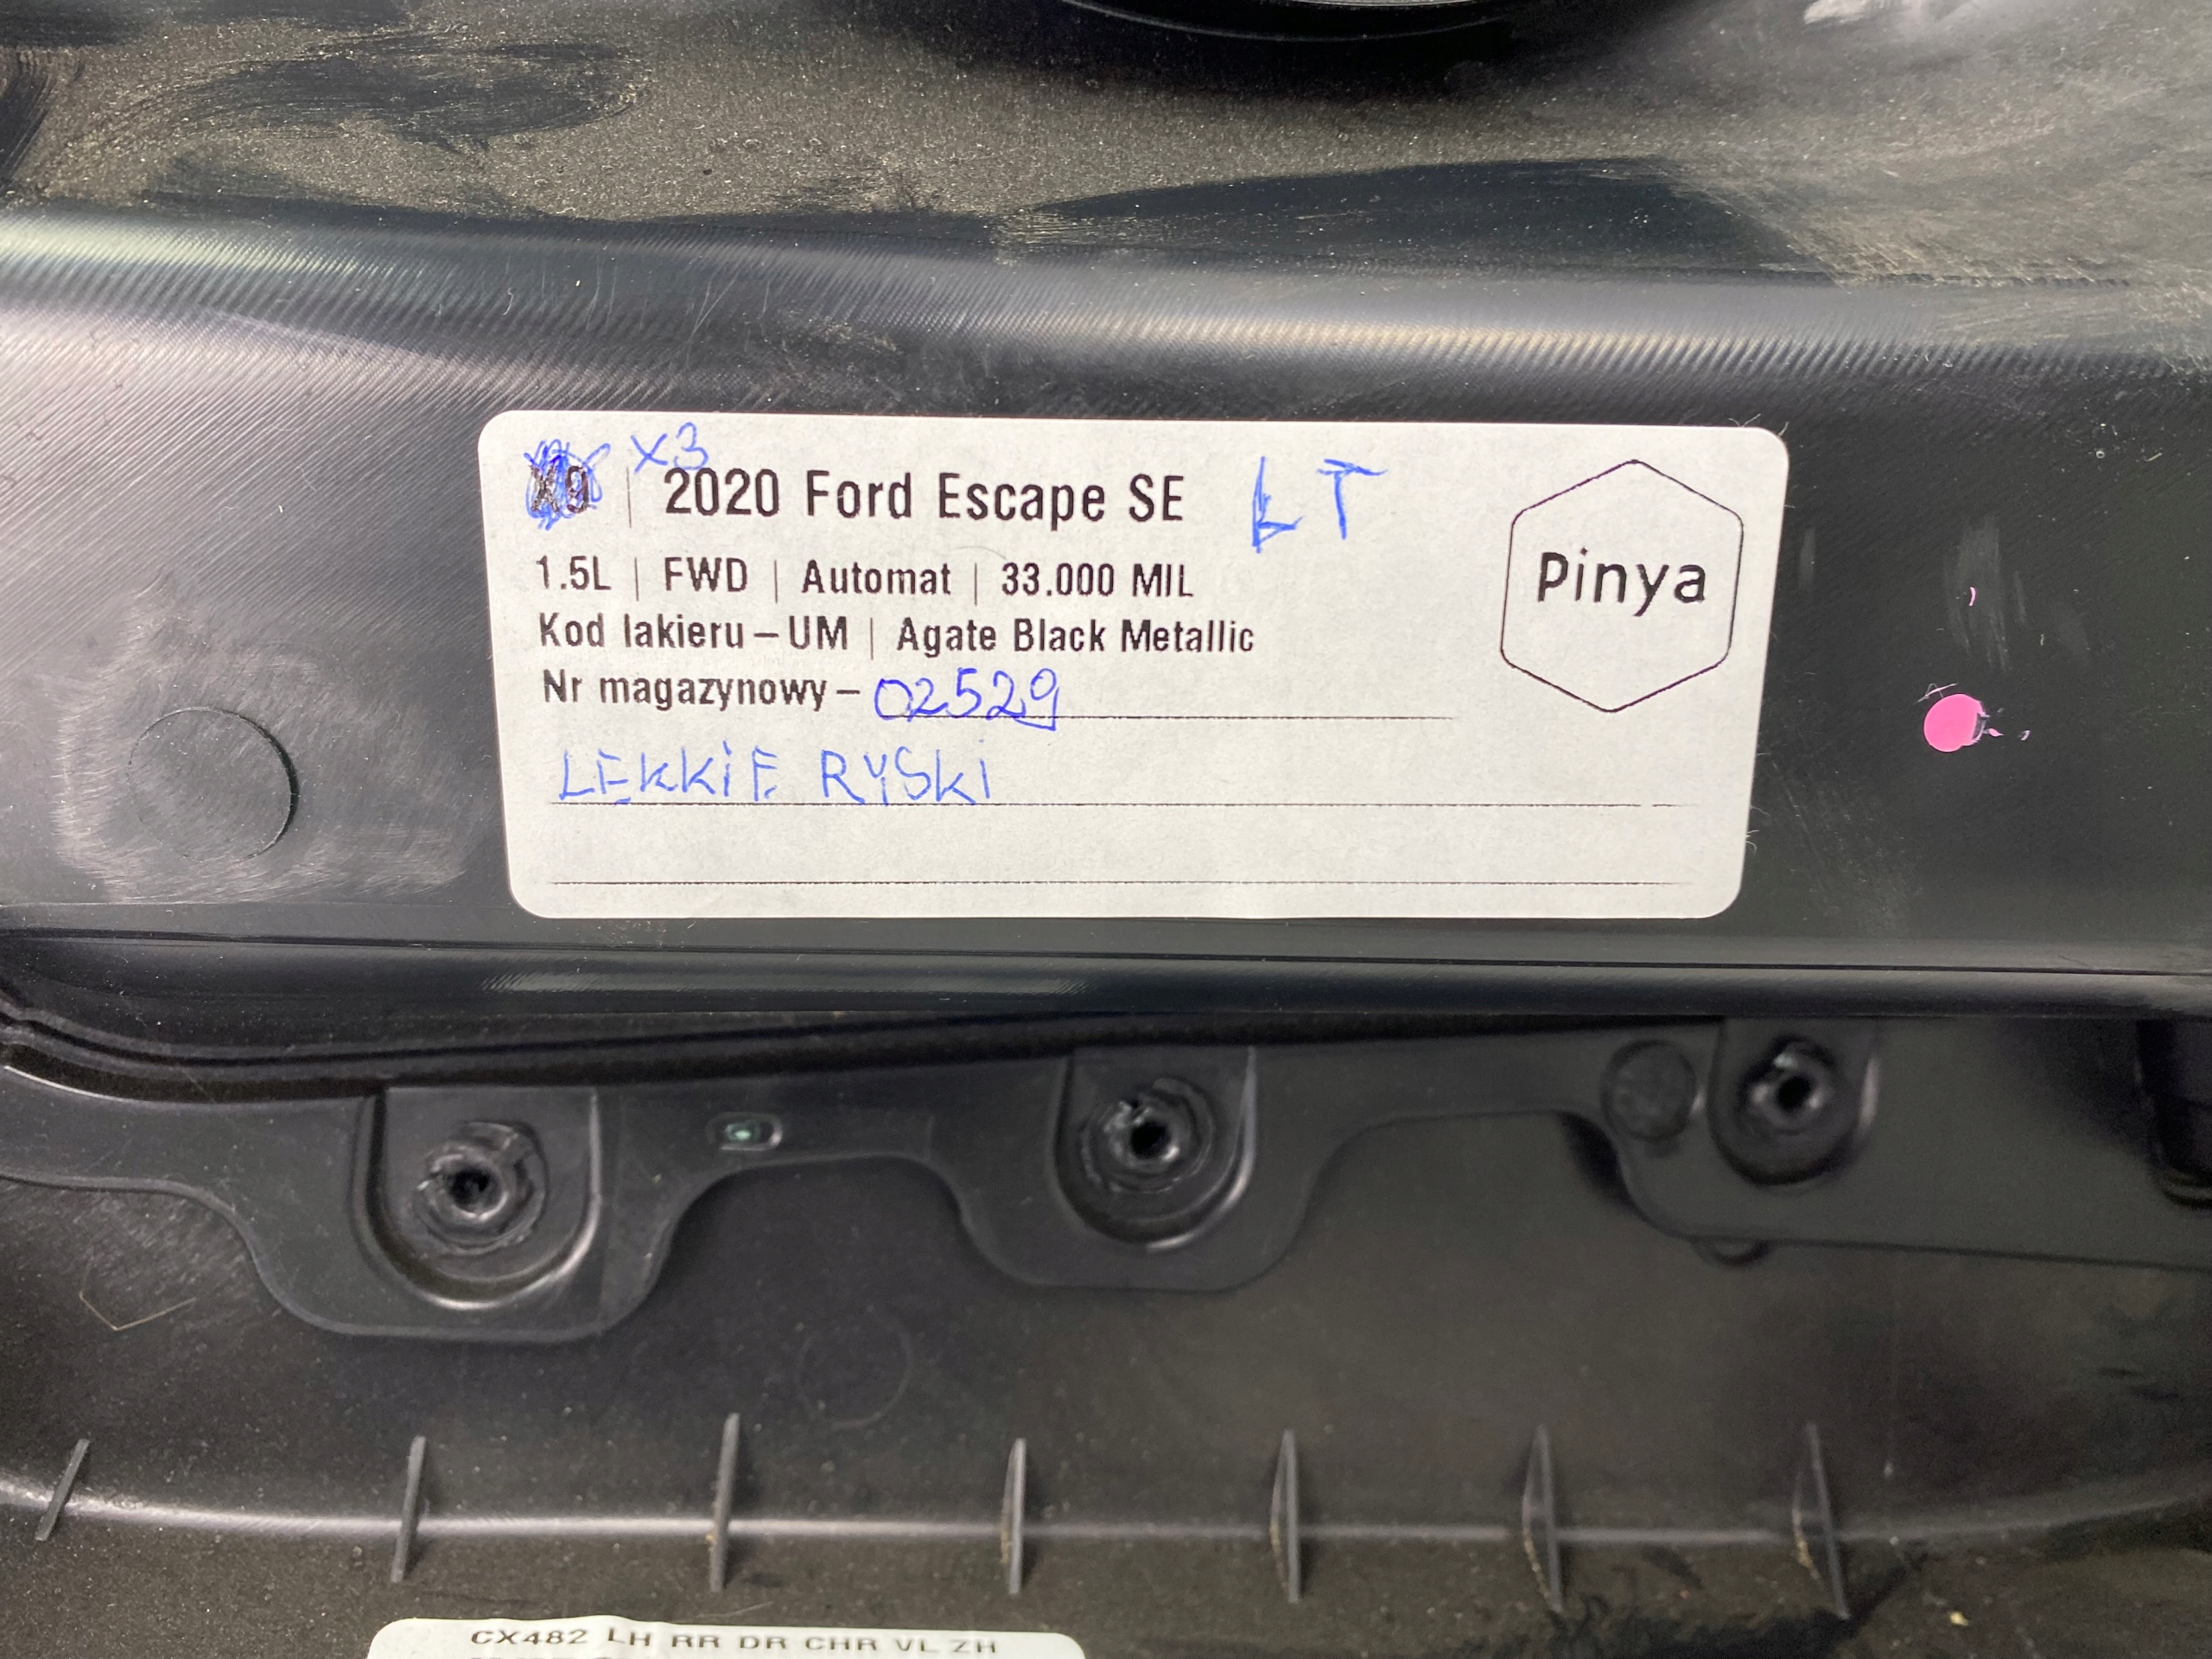 X9 | X3 2020 Ford Escape SE LT
1.5L | FWD | Automat | 33.000 MIL
Kod lakieru – UM | Agate Black Metallic
Nr magazynowy – 02529
LEKKIE RYSKI
Pinya
CX482 LH RR DR CHR VL ZH